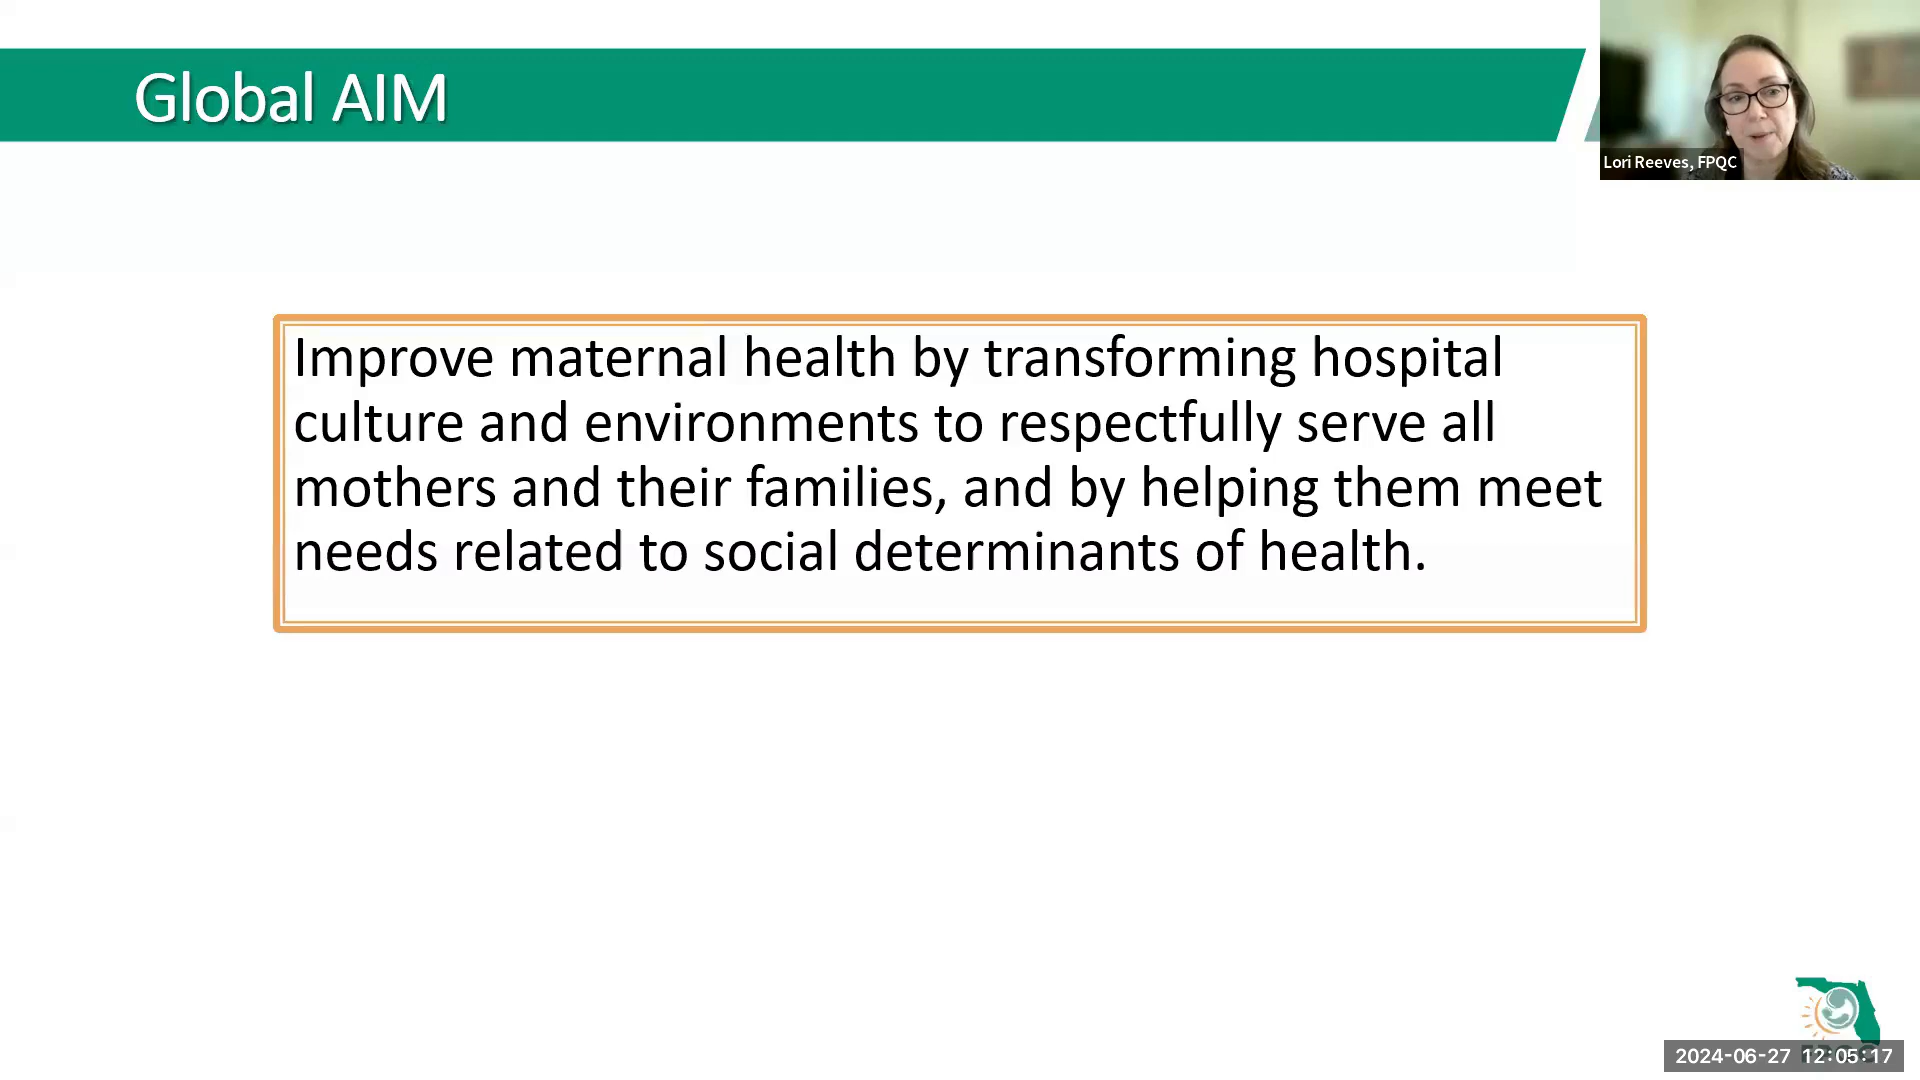 Global AIM
Lori Reeves, FPQC
Improve maternal health by transforming hospital
culture and environments to respectfully serve all
mothers and their families, and by helping them meet
needs related to social determinants of health.
2024-06-27 12:05:17